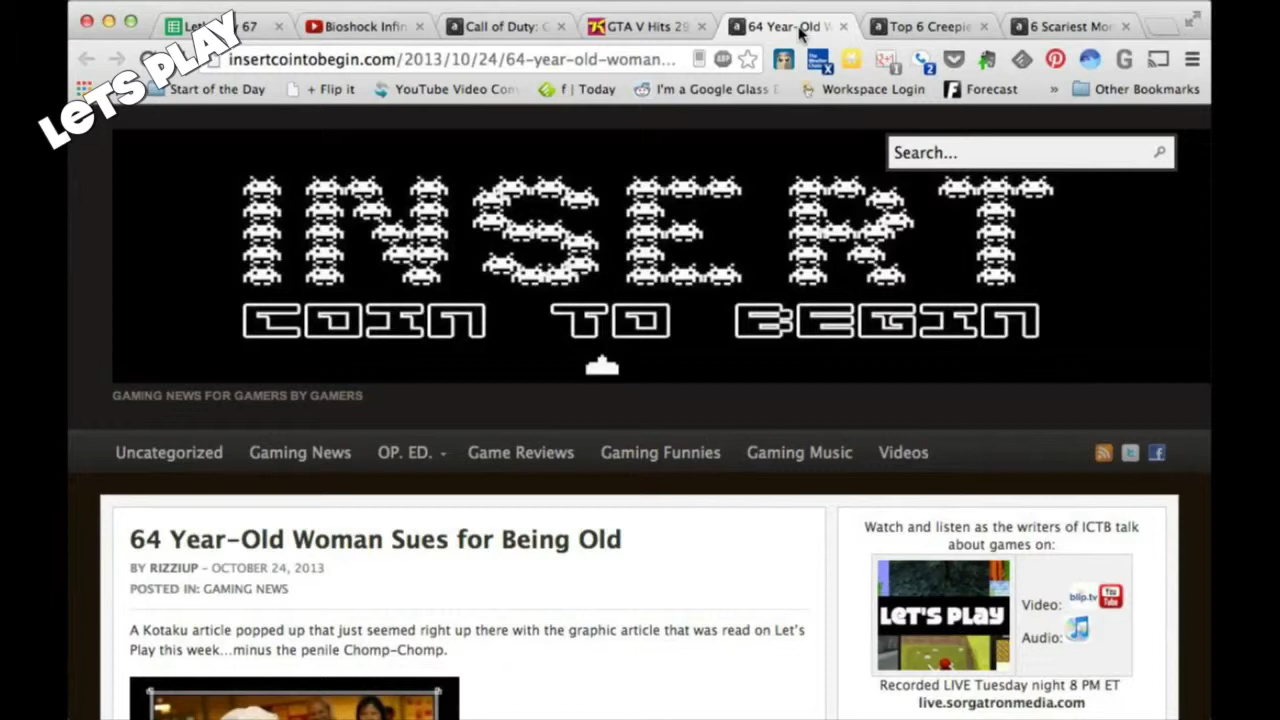 67
Bioshock Infin
Call of Duty: C
GTA V Hits 29
64 Year-Old W
Top 6 Creepie
6 Scariest Mor
LETS PLAY
insertcointobegin.com/2013/10/24/64-year-old-woman...
Start of the Day
+ Flip it
YouTube Video Con
f | Today
I'm a Google Glass E
Workspace Login
Forecast
»
Other Bookmarks
Search...
INSERT
COIN TO BEGIN
GAMING NEWS FOR GAMERS BY GAMERS
Uncategorized
Gaming News
OP. ED.
Game Reviews
Gaming Funnies
Gaming Music
Videos
64 Year-Old Woman Sues for Being Old
BY RIZZIUP – OCTOBER 24, 2013
POSTED IN: GAMING NEWS
A Kotaku article popped up that just seemed right up there with the graphic article that was read on Let's
Play this week...minus the penile Chomp-Chomp.
Watch and listen as the writers of ICTB talk
about games on:
LET'S PLAY
Video: blip.tv You Tube
Audio:
Recorded LIVE Tuesday night 8 PM ET
live.sorgatronmedia.com